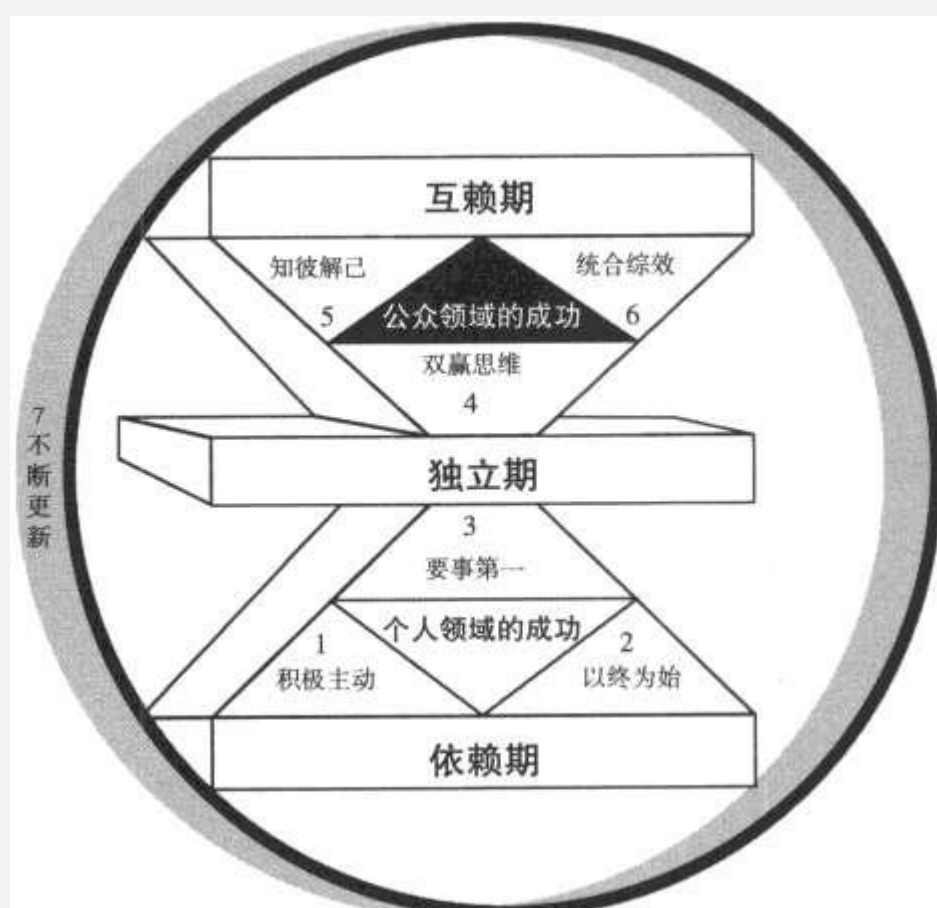 互赖期
知彼解己
统合综效
5
公众领域的成功
6
双赢思维
4
7
不
断
更
新
独立期
3
要事第一
个人领域的成功
1
积极主动
2
以终为始
依赖期